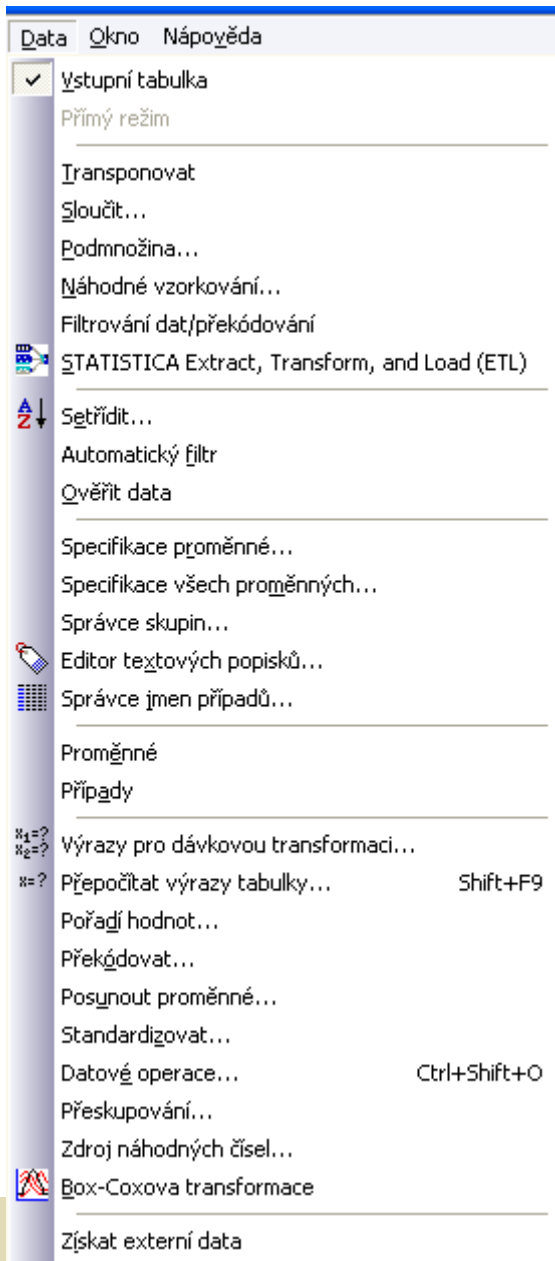 Data Okno Nápověda
Vstupní tabulka
Přímý režim
Transponovat
Sloučit...
Podmnožina...
Náhodné vzorkování...
Filtrování dat/překódování
STATISTICA Extract, Transform, and Load (ETL)
A Z Setřídit...
Automatický filtr
Ověřit data
Specifikace proměnné...
Specifikace všech proměnných...
Správce skupin...
Editor textových popisků...
Správce jmen případů...
Proměnné
Případy
x1=? x2=? Výrazy pro dávkovou transformaci...
x=? Přepočítat výrazy tabulky... Shift+F9
Pořadí hodnot...
Překódovat...
Posunout proměnné...
Standardizovat...
Datové operace... Ctrl+Shift+O
Přeskupování...
Zdroj náhodných čísel...
Box-Coxova transformace
Získat externí data